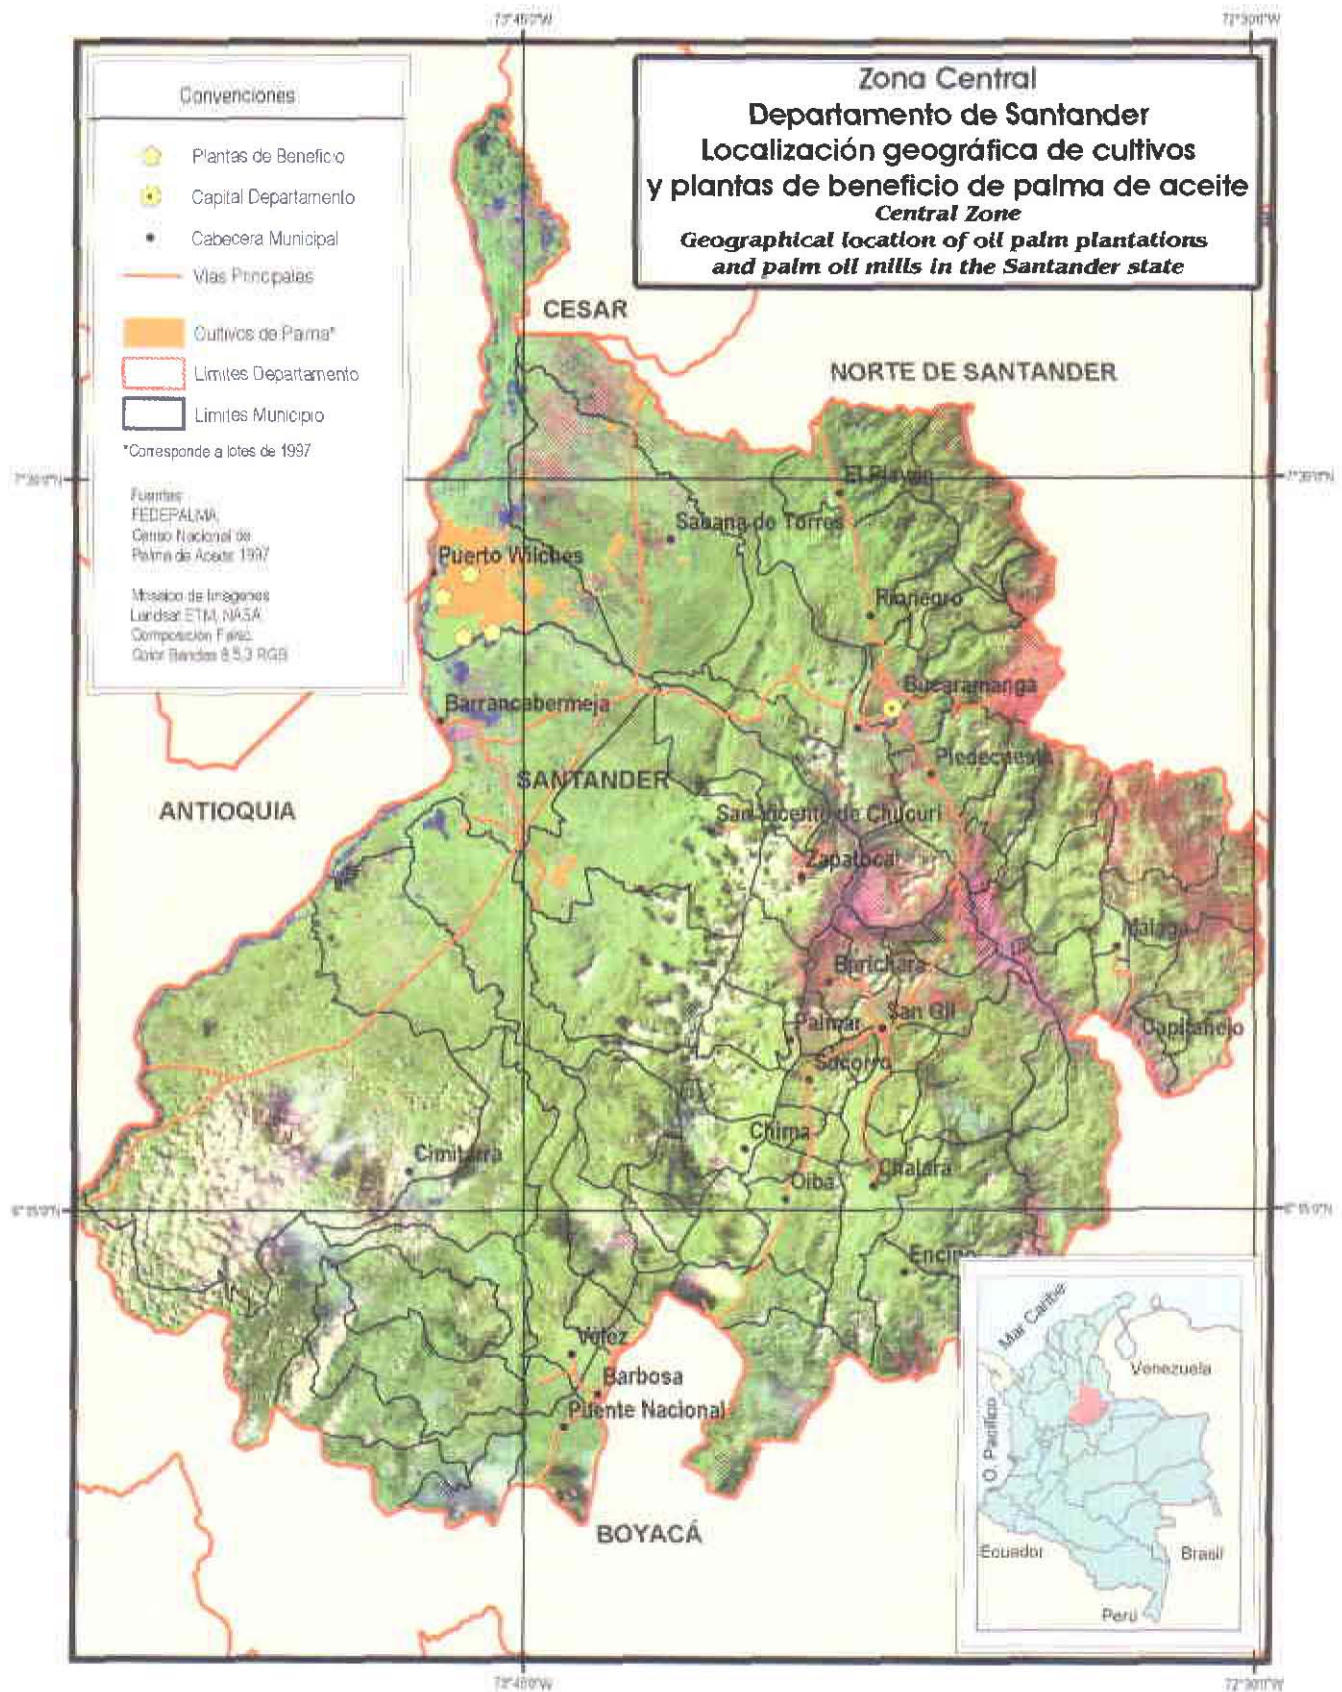 Zona Central
Departamento de Santander
Localización geográfica de cultivos
y plantas de beneficio de palma de aceite
Central Zone
Geographical location of oil palm plantations
and palm oil mills in the Santander state
Convenciones
Plantas de Beneficio
Capital Departamento
Cabecera Municipal
Vías Principales
Cultivos de Palma*
Limites Departamento
Limites Municipio
*Corresponde a lotes de 1997
Fuentes
FEDEPALMA,
Censo Nacional de
Palma de Aceite 1997
Mosaico de Imagenes
Landsat ETM, NASA
Composición Falso
Color Bandas 8,5,3 RGB
CESAR
NORTE DE SANTANDER
El Playón
Sabana de Torres
Puerto Wilches
Rionegro
Bucaramanga
Barrancabermeja
Piedecuesta
SANTANDER
ANTIOQUIA
San Vicente de Chucurí
Zapatoca
Málaga
Barichara
San Gil
Palmar
Capitanejo
Socorro
Chima
Cimitarra
Oiba
Charalá
Encino
Vélez
Barbosa
Puente Nacional
BOYACÁ
Mar Caribe
Venezuela
O. Pacífico
Ecuador
Brasil
Perú